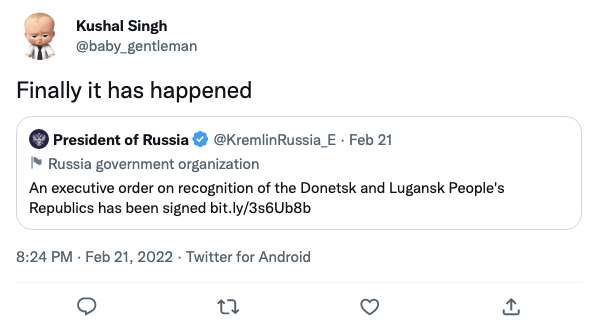 Kushal Singh
@baby_gentleman
Finally it has happened
President of Russia @KremlinRussia_E · Feb 21
Russia government organization
An executive order on recognition of the Donetsk and Lugansk People's
Republics has been signed bit.ly/3s6Ub8b
8:24 PM · Feb 21, 2022 · Twitter for Android